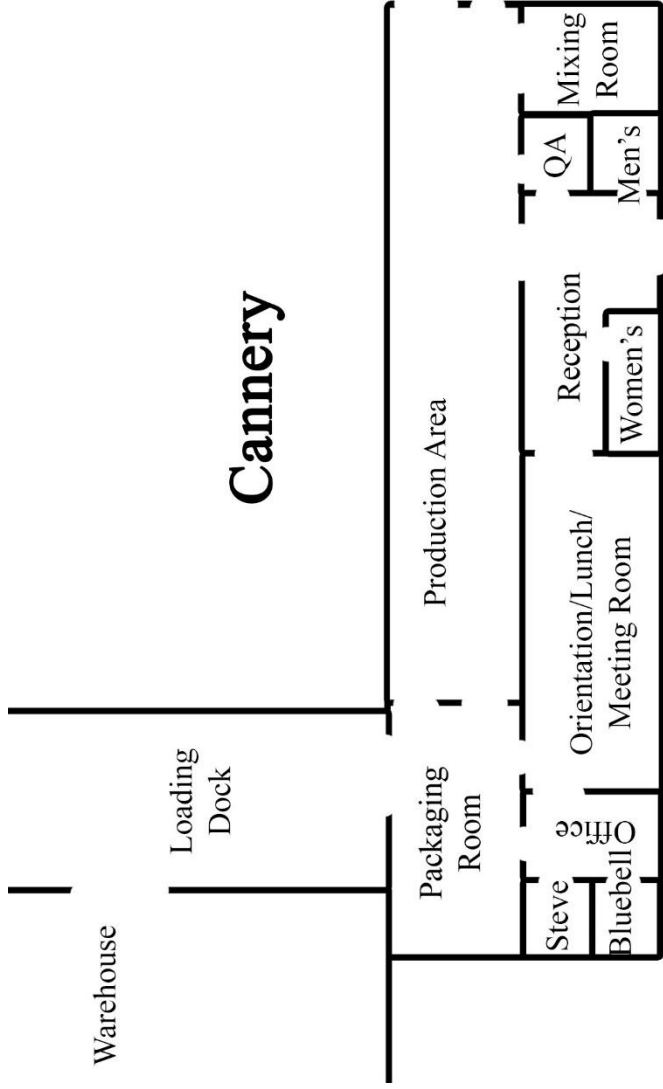 Cannery
Warehouse
Loading
Dock
Packaging
Room
Production Area
Steve
Bluebell
Office
Orientation/Lunch/
Meeting Room
Reception
Women's
QA
Men's
Mixing
Room